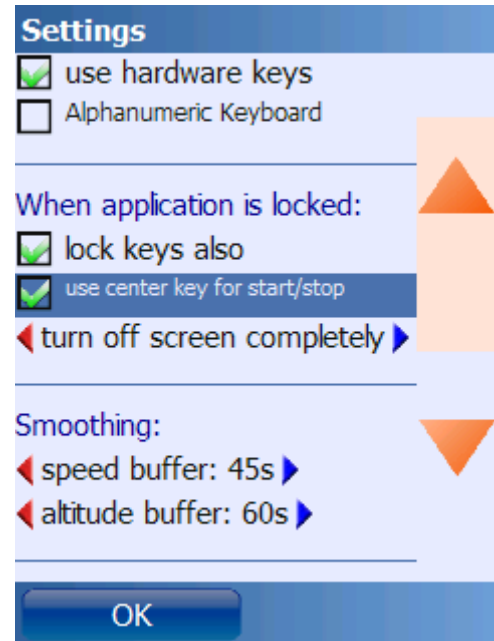 Settings
use hardware keys
Alphanumeric Keyboard
When application is locked:
lock keys also
use center key for start/stop
turn off screen completely
Smoothing:
speed buffer: 45s
altitude buffer: 60s
OK